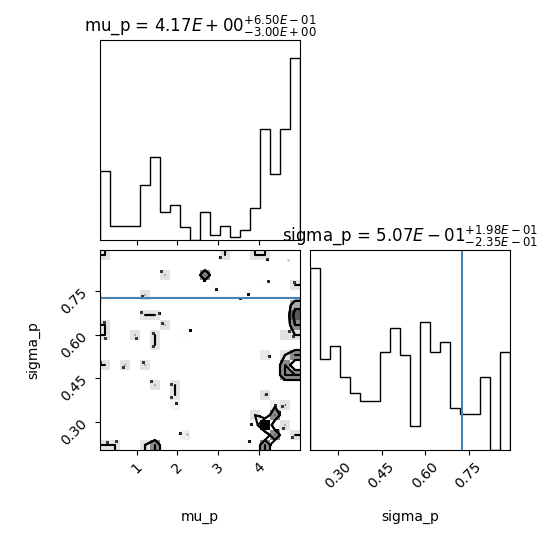 mu_p = 4.17E + 00+6.50E−01−3.00E+00
sigma_p = 5.07E − 01+1.98E−01−2.35E−01
sigma_p
0.75
0.60
0.45
0.30
1 2 3 4
0.30 0.45 0.60 0.75
mu_p
sigma_p